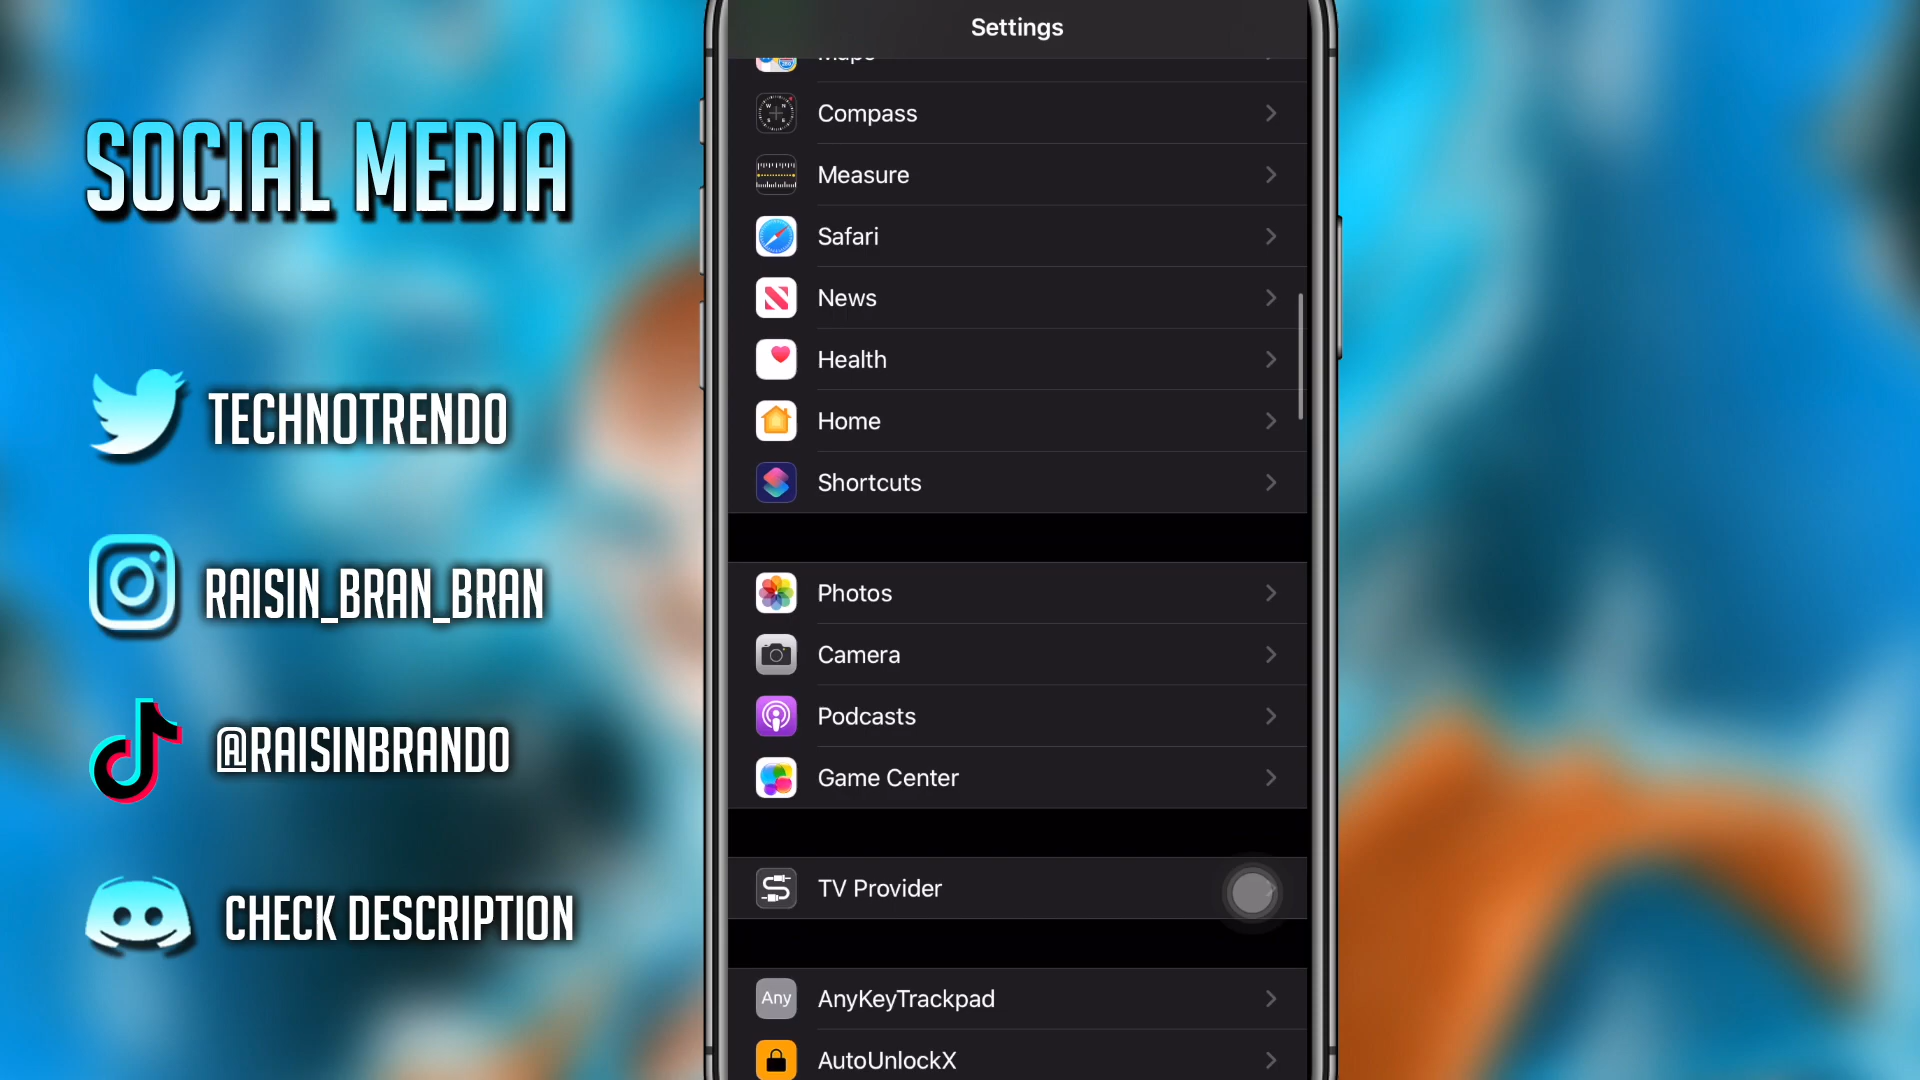 SOCIAL MEDIA
TECHNOTRENDO
RAISIN_BRAN_BRAN
@RAISINBRANDO
CHECK DESCRIPTION
Settings
Maps
Compass
Measure
Safari
News
Health
Home
Shortcuts
Photos
Camera
Podcasts
Game Center
TV Provider
Any AnyKeyTrackpad
AutoUnlockX